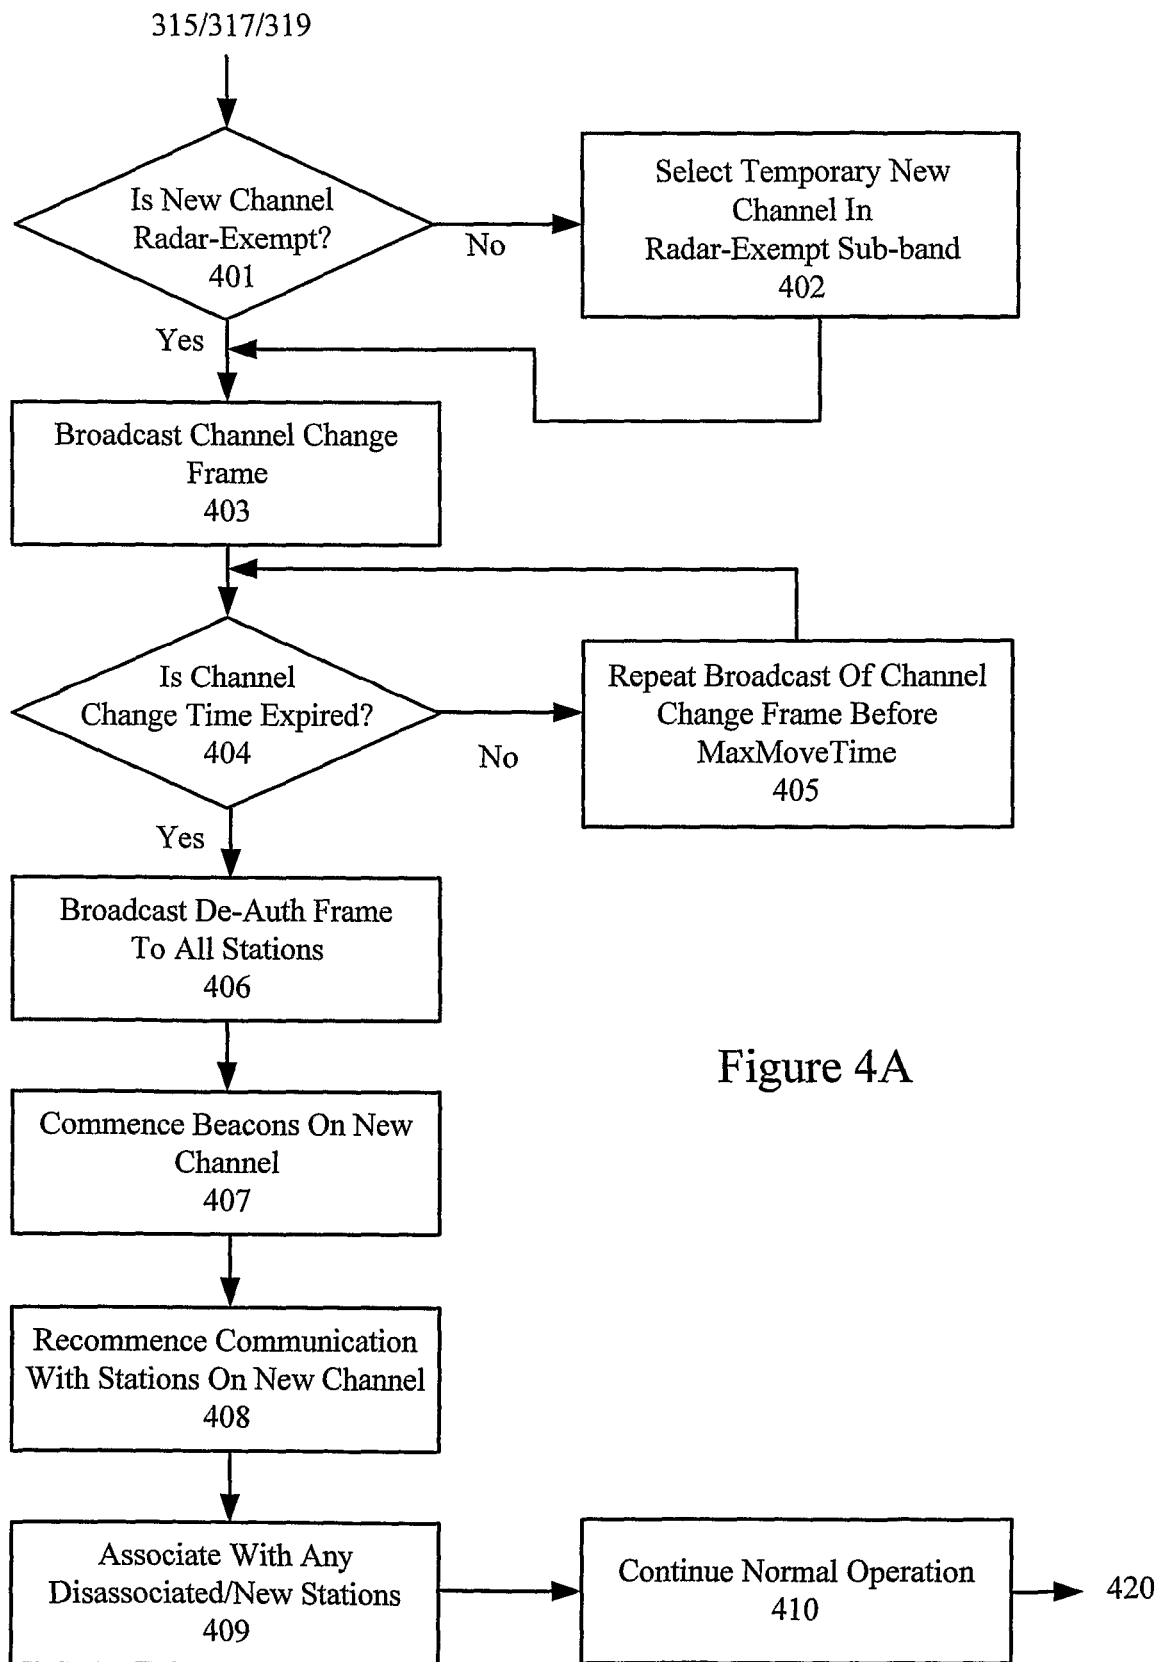 315/317/319
Is New Channel
Radar-Exempt?
401
No
Select Temporary New
Channel In
Radar-Exempt Sub-band
402
Yes
Broadcast Channel Change
Frame
403
Is Channel
Change Time Expired?
404
No
Repeat Broadcast Of Channel
Change Frame Before
MaxMoveTime
405
Yes
Broadcast De-Auth Frame
To All Stations
406
Figure 4A
Commence Beacons On New
Channel
407
Recommence Communication
With Stations On New Channel
408
Associate With Any
Disassociated/New Stations
409
Continue Normal Operation
410
420